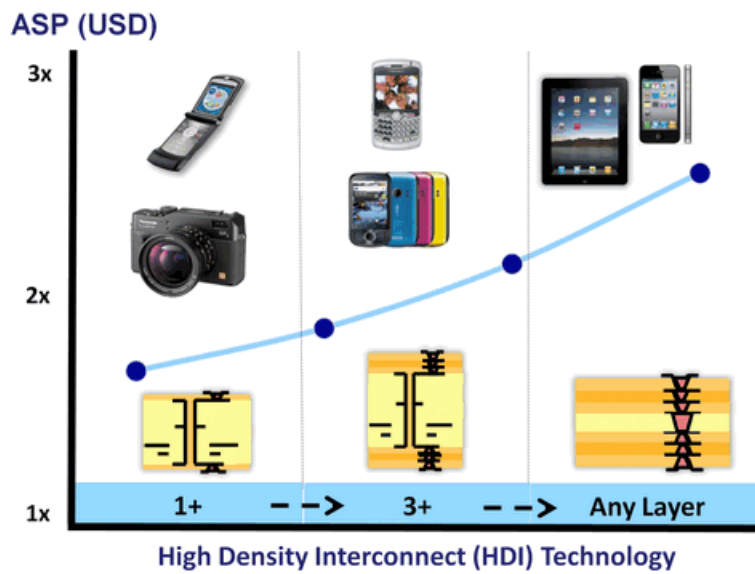 ASP (USD)
3x
2x
1x
1+
3+
Any Layer
High Density Interconnect (HDI) Technology